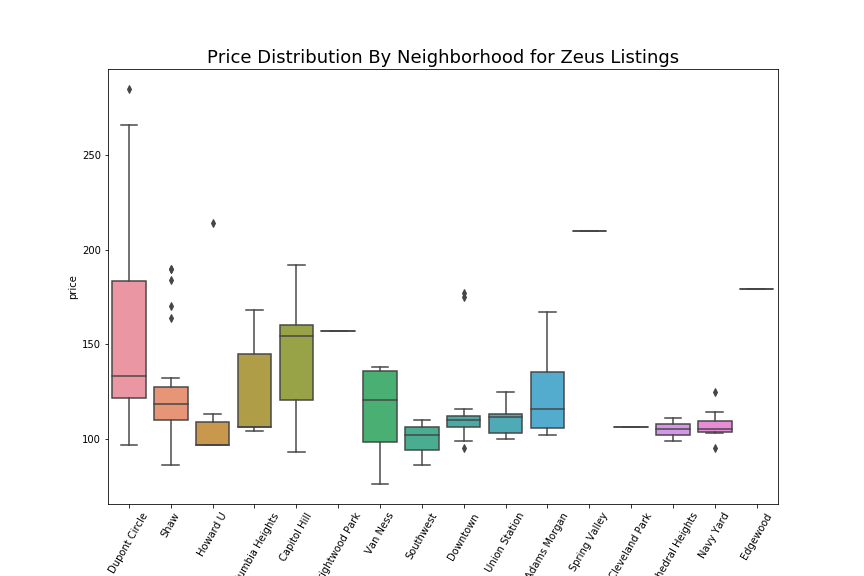 Price Distribution By Neighborhood for Zeus Listings
price
250
200
150
100
Dupont Circle
Shaw
Howard U
umbia Heights
Capitol Hill
rightwood Park
Van Ness
Southwest
Downtown
Union Station
Adams Morgan
Spring Valley
Cleveland Park
hedral Heights
Navy Yard
Edgewood